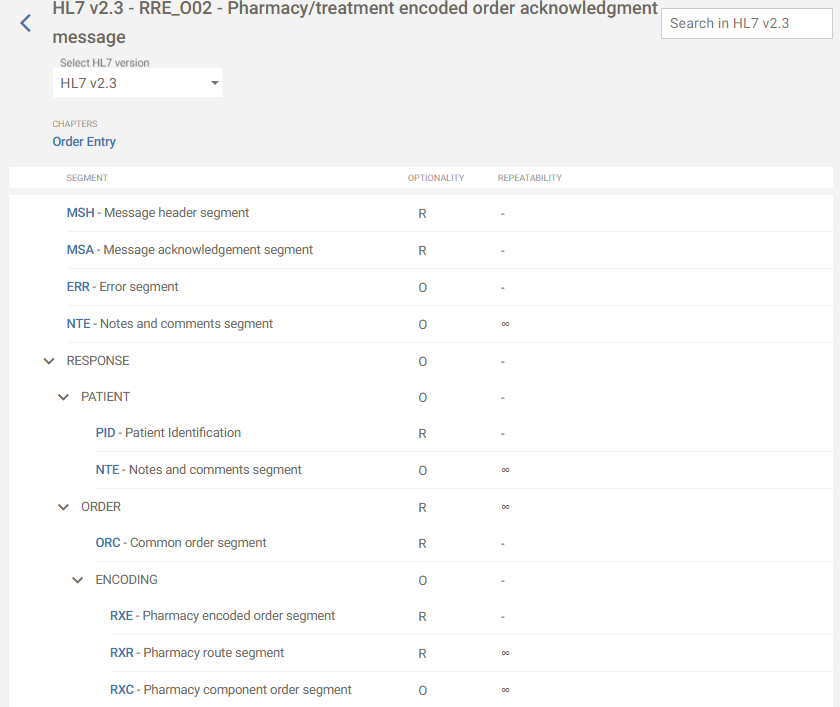 HL7 v2.3 - RRE_O02 - Pharmacy/treatment encoded order acknowledgment
message
Search in HL7 v2.3
Select HL7 version
HL7 v2.3
CHAPTERS
Order Entry
SEGMENT OPTIONALITY REPEATABILITY
MSH - Message header segment R -
MSA - Message acknowledgement segment R -
ERR - Error segment O -
NTE - Notes and comments segment O ∞
RESPONSE O -
PATIENT O -
PID - Patient Identification R -
NTE - Notes and comments segment O ∞
ORDER R ∞
ORC - Common order segment R -
ENCODING O -
RXE - Pharmacy encoded order segment R -
RXR - Pharmacy route segment R ∞
RXC - Pharmacy component order segment O ∞